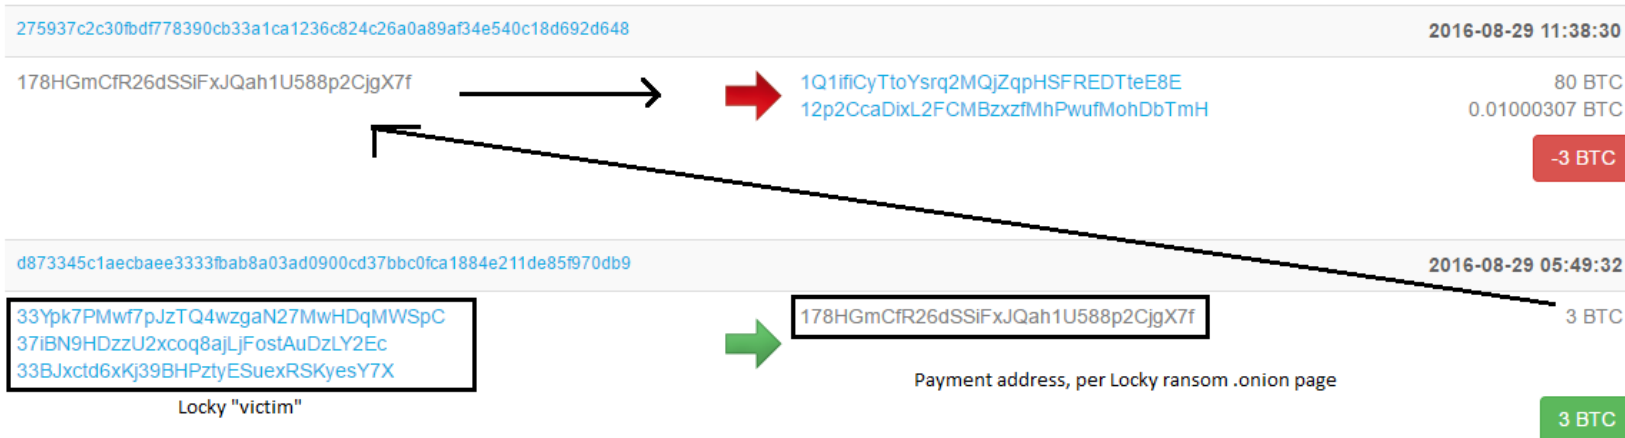 275937c2c30fbdf778390cb33a1ca1236c824c26a0a89af34e540c18d692d648 2016-08-29 11:38:30
178HGmCfR26dSSiFxJQah1U588p2CjgX7f 1Q1ifiCyTtoYsrq2MQjZqpHSFREDTteE8E 80 BTC
12p2CcaDixL2FCMBzxzfMhPwufMohDbTmH 0.01000307 BTC
-3 BTC
d873345c1aecbaee3333fbab8a03ad0900cd37bbc0fca1884e211de85f970db9 2016-08-29 05:49:32
33Ypk7PMwf7pJzTQ4wzgaN27MwHDqMWSpC 178HGmCfR26dSSiFxJQah1U588p2CjgX7f 3 BTC
37iBN9HDzzU2xcoq8ajLjFostAuDzLY2Ec
33BJxctd6xKj39BHPztyESuexRSKyesY7X
Payment address, per Locky ransom .onion page
Locky "victim"
3 BTC